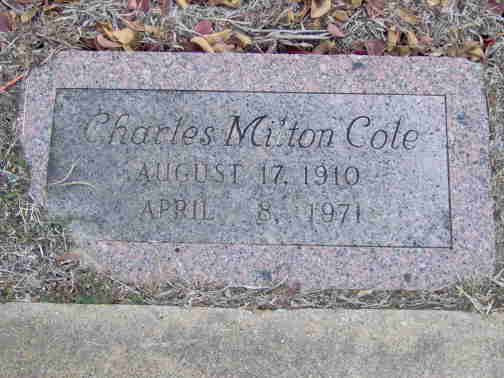 Charles Milton Cole
AUGUST 17, 1910
APRIL 8, 1971